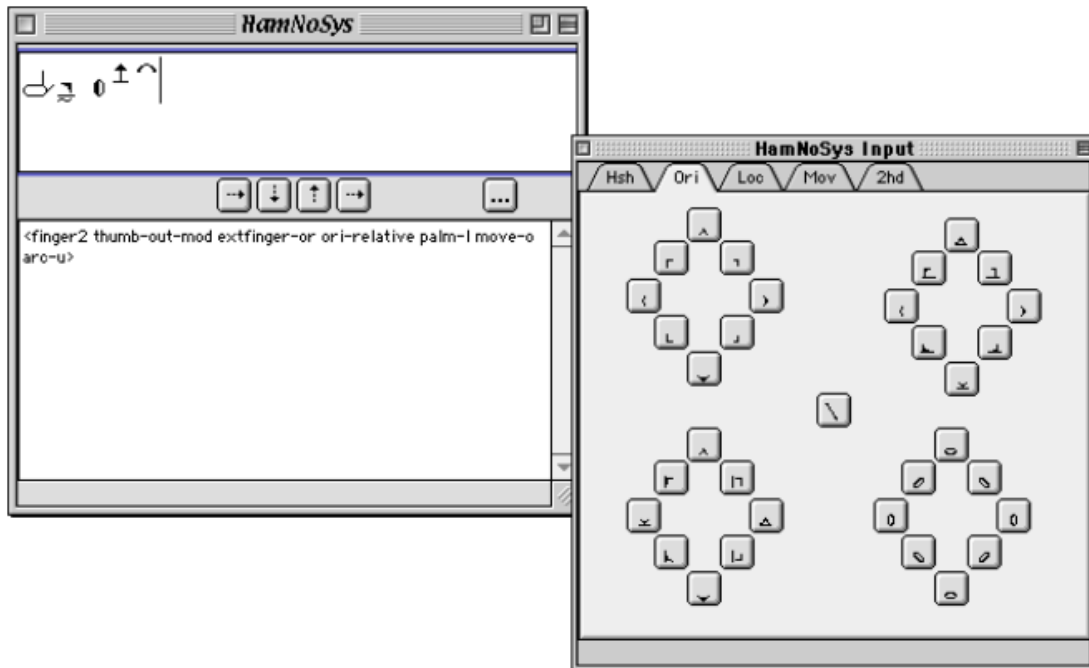 HamNoSys
<finger2 thumb-out-mod extfinger-or ori-relative palm-l move-o
arc-u>
HamNoSys Input
Hsh Ori Loc Mov 2hd